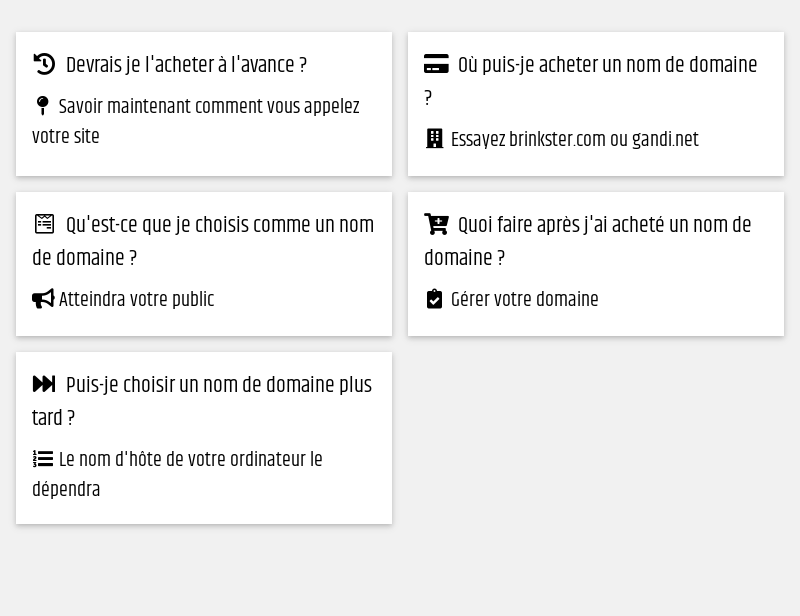 Devrais je l'acheter à l'avance ?
Savoir maintenant comment vous appelez
votre site
Où puis-je acheter un nom de domaine
?
Essayez brinkster.com ou gandi.net
Qu'est-ce que je choisis comme un nom
de domaine ?
Atteindra votre public
Quoi faire après j'ai acheté un nom de
domaine ?
Gérer votre domaine
Puis-je choisir un nom de domaine plus
tard ?
Le nom d'hôte de votre ordinateur le
dépendra